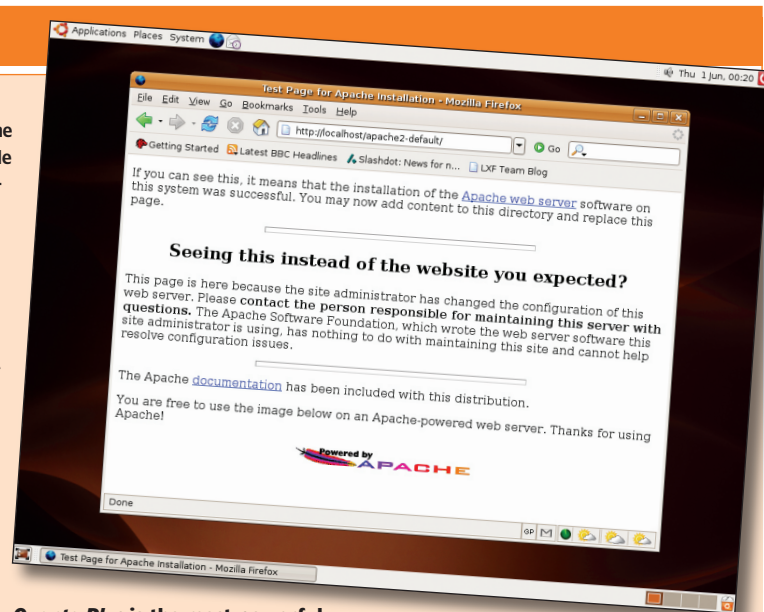 Applications Places System
Thu 1 Jun, 00:20
Test Page for Apache Installation - Mozilla Firefox
File Edit View Go Bookmarks Tools Help
http://localhost/apache2-default/
Go
Getting Started Latest BBC Headlines Slashdot: News for n... LXF Team Blog
If you can see this, it means that the installation of the Apache web server software on
this system was successful. You may now add content to this directory and replace this
page.
Seeing this instead of the website you expected?
This page is here because the site administrator has changed the configuration of this
web server. Please contact the person responsible for maintaining this server with
questions. The Apache Software Foundation, which wrote the web server software this
site administrator is using, has nothing to do with maintaining this site and cannot help
resolve configuration issues.
The Apache documentation has been included with this distribution.
You are free to use the image below on an Apache-powered web server. Thanks for using
Apache!
Powered by
APACHE
Done
GP
Test Page for Apache Installation - Mozilla Firefox